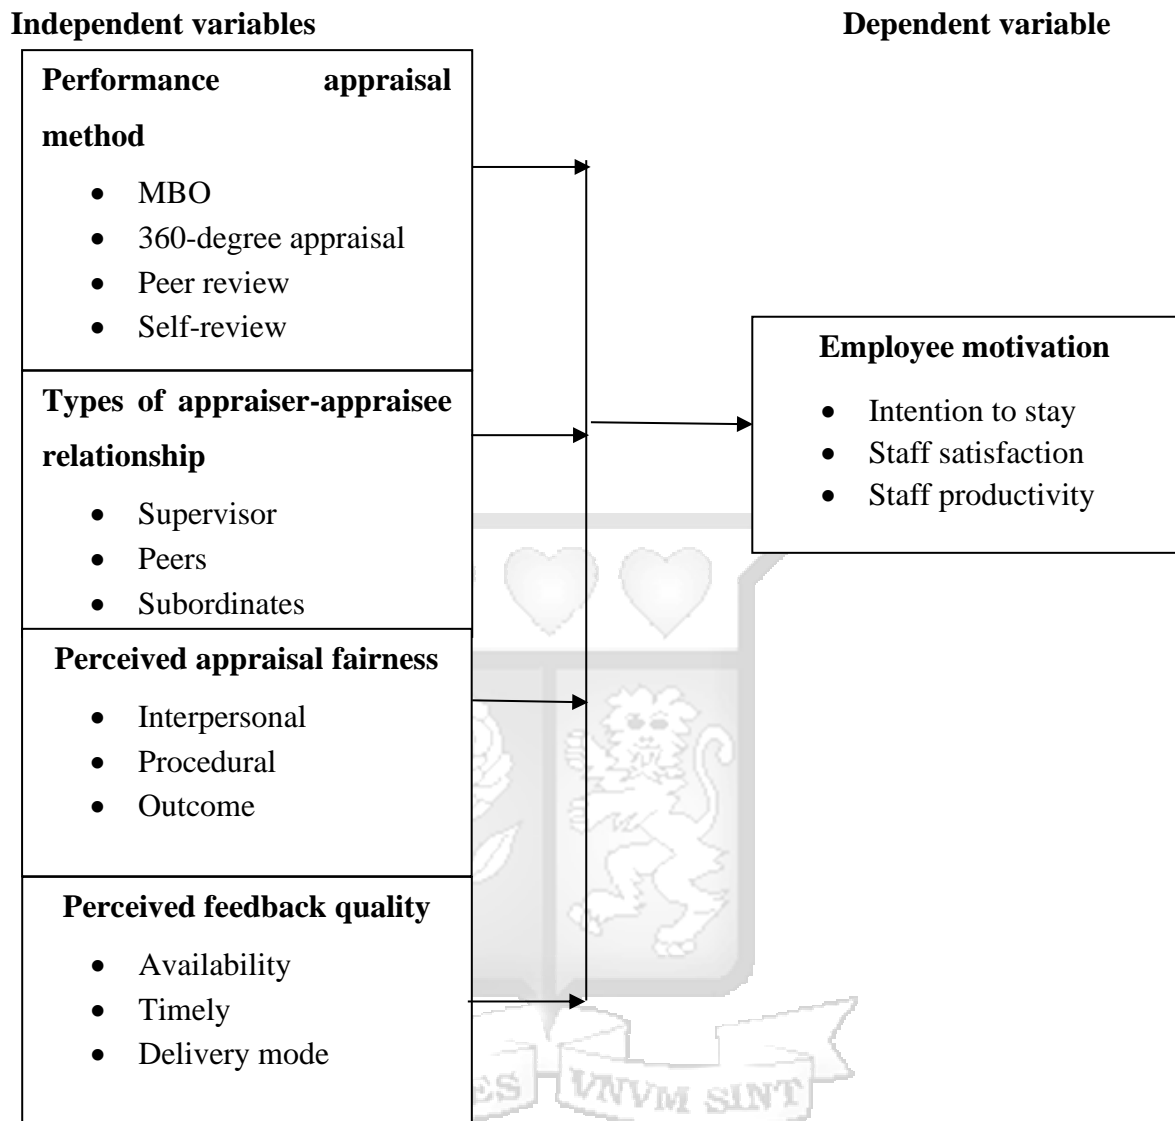 Independent variables
Dependent variable
Performance appraisal
method
• MBO
• 360-degree appraisal
• Peer review
• Self-review
Types of appraiser-appraisee
relationship
• Supervisor
• Peers
• Subordinates
Perceived appraisal fairness
• Interpersonal
• Procedural
• Outcome
Perceived feedback quality
• Availability
• Timely
• Delivery mode
Employee motivation
• Intention to stay
• Staff satisfaction
• Staff productivity
VNVM SINT